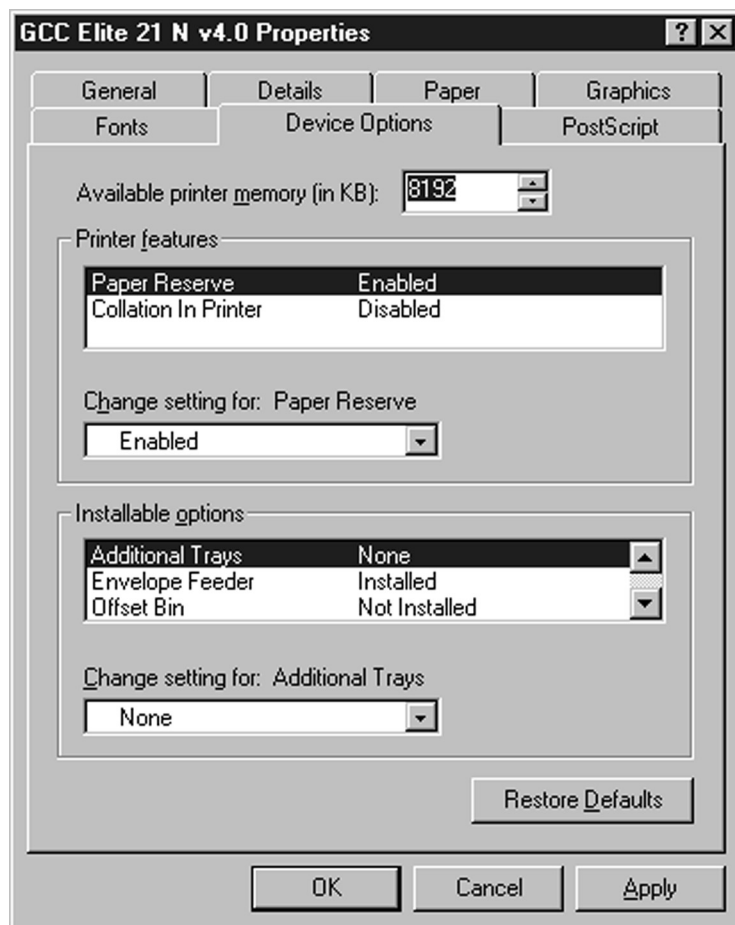 GCC Elite 21 N v4.0 Properties
General Details Paper Graphics
Fonts Device Options PostScript
Available printer memory (in KB): 8192
Printer features
Paper Reserve Enabled
Collation In Printer Disabled
Change setting for: Paper Reserve
Enabled
Installable options
Additional Trays None
Envelope Feeder Installed
Offset Bin Not Installed
Change setting for: Additional Trays
None
Restore Defaults
OK Cancel Apply